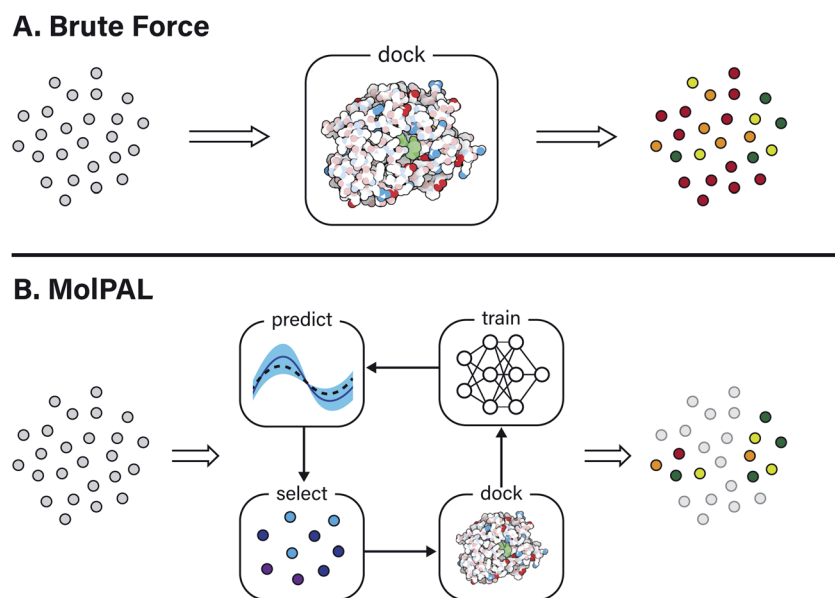 A. Brute Force
dock
B. MolPAL
predict
train
select
dock